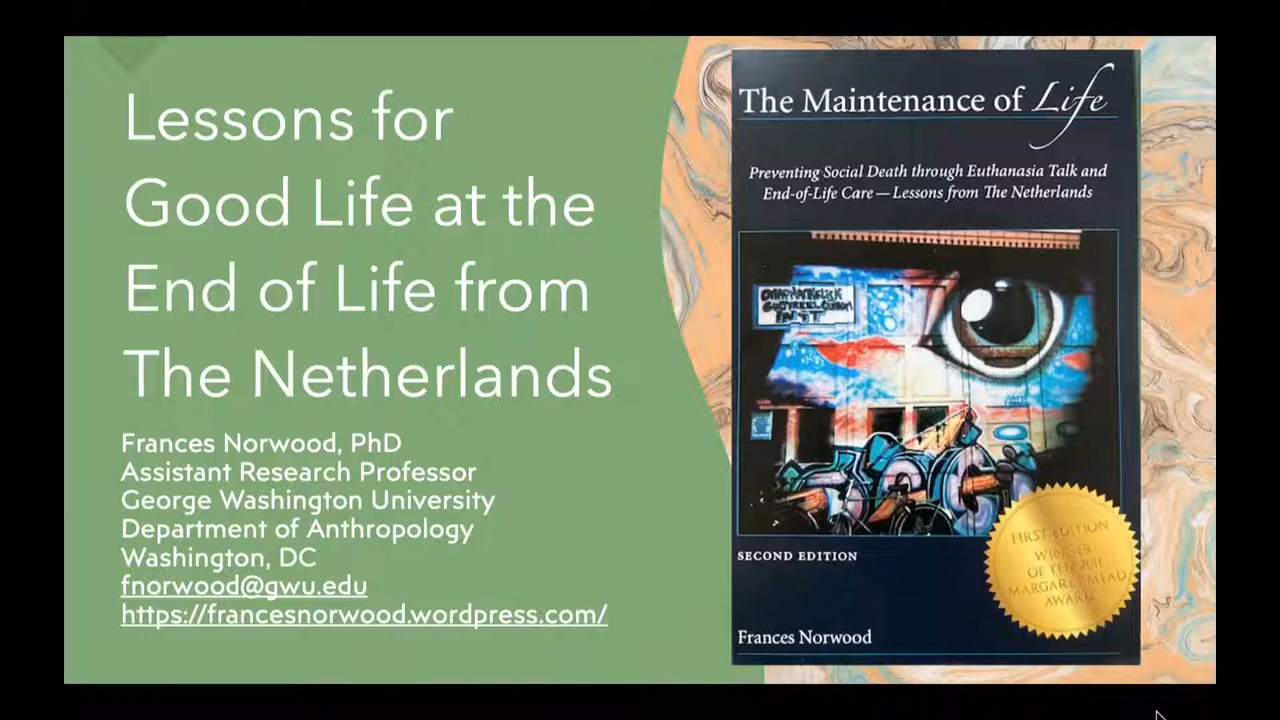 Lessons for
Good Life at the
End of Life from
The Netherlands
Frances Norwood, PhD
Assistant Research Professor
George Washington University
Department of Anthropology
Washington, DC
fnorwood@gwu.edu
https://francesnorwood.wordpress.com/
The Maintenance of Life
Preventing Social Death through Euthanasia Talk and
End-of-Life Care — Lessons from The Netherlands
SECOND EDITION
FIRST EDITION
WINNER
OF THE 2011
MARGARET MEAD
AWARD
Frances Norwood